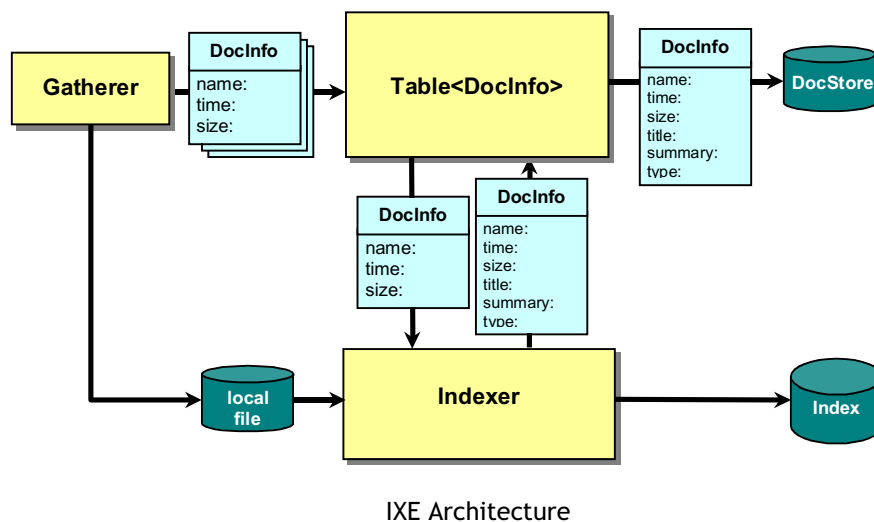 Gatherer
DocInfo
name:
time:
size:
Table<DocInfo>
DocInfo
name:
time:
size:
title:
summary:
type:
DocStore
DocInfo
name:
time:
size:
DocInfo
name:
time:
size:
title:
summary:
type:
local
file
Indexer
Index
IXE Architecture